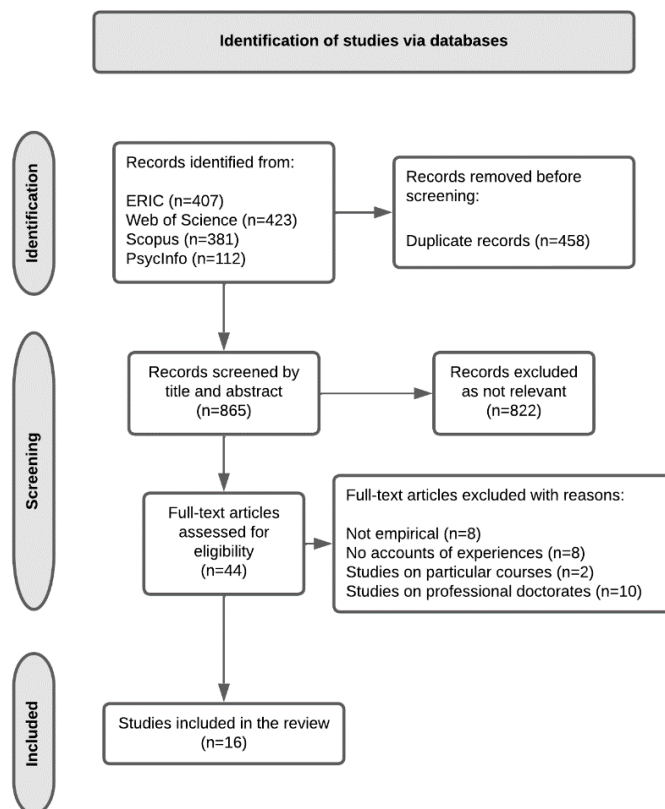 Identification of studies via databases
Identification
Records identified from:
ERIC (n=407)
Web of Science (n=423)
Scopus (n=381)
PsycInfo (n=112)
Records removed before
screening:
Duplicate records (n=458)
Screening
Records screened by
title and abstract
(n=865)
Records excluded
as not relevant
(n=822)
Full-text articles
assessed for
eligibility
(n=44)
Full-text articles excluded with reasons:
Not empirical (n=8)
No accounts of experiences (n=8)
Studies on particular courses (n=2)
Studies on professional doctorates (n=10)
Included
Studies included in the review
(n=16)